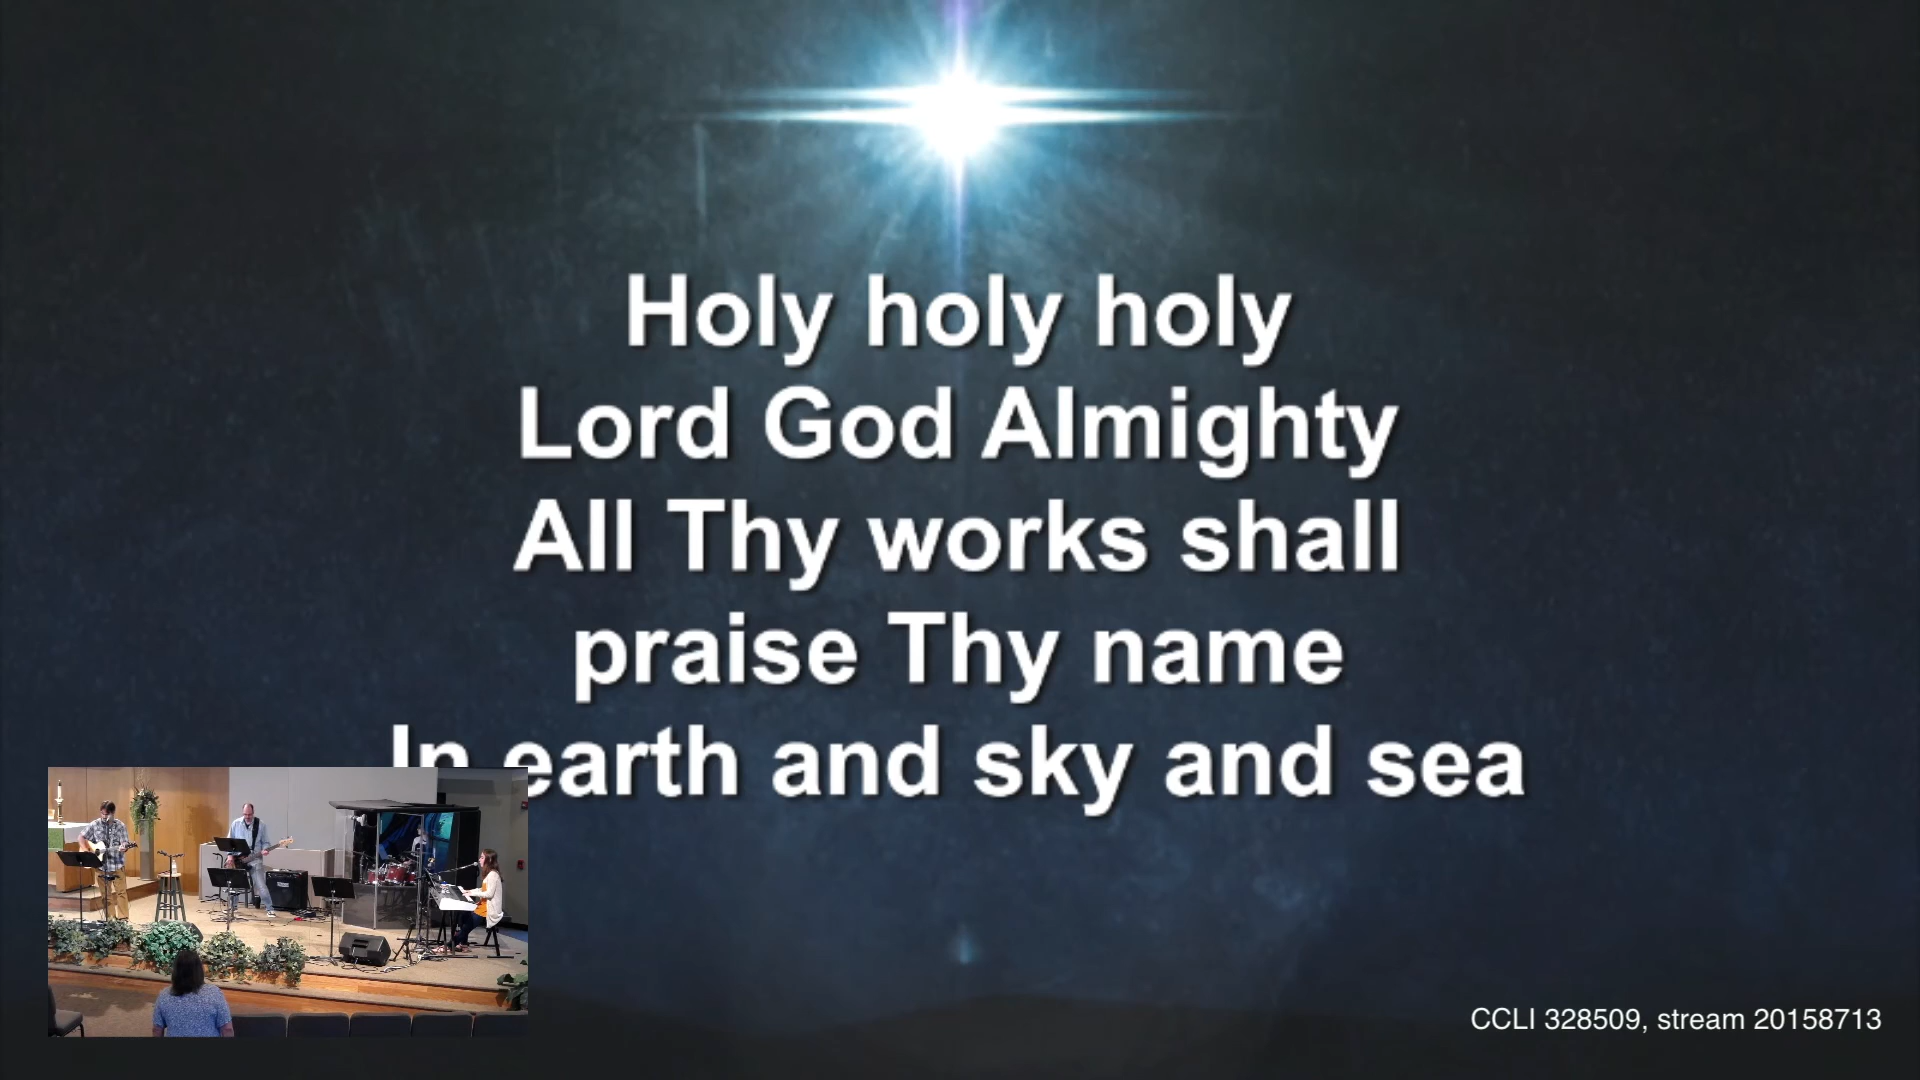 Holy holy holy
Lord God Almighty
All Thy works shall
praise Thy name
In earth and sky and sea
CCLI 328509, stream 20158713